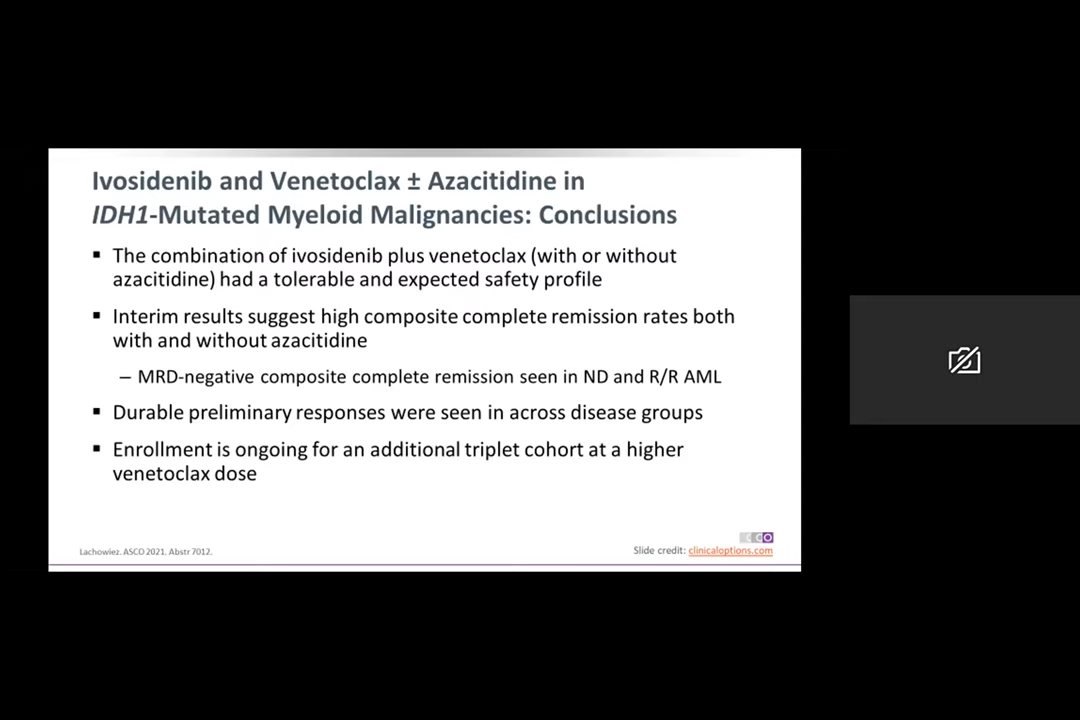 Ivosidenib and Venetoclax ± Azacitidine in
IDH1-Mutated Myeloid Malignancies: Conclusions
▪ The combination of ivosidenib plus venetoclax (with or without
azacitidine) had a tolerable and expected safety profile
▪ Interim results suggest high composite complete remission rates both
with and without azacitidine
– MRD-negative composite complete remission seen in ND and R/R AML
▪ Durable preliminary responses were seen in across disease groups
▪ Enrollment is ongoing for an additional triplet cohort at a higher
venetoclax dose
CCO
Lachowiez. ASCO 2021. Abstr 7012.
Slide credit: clinicaloptions.com